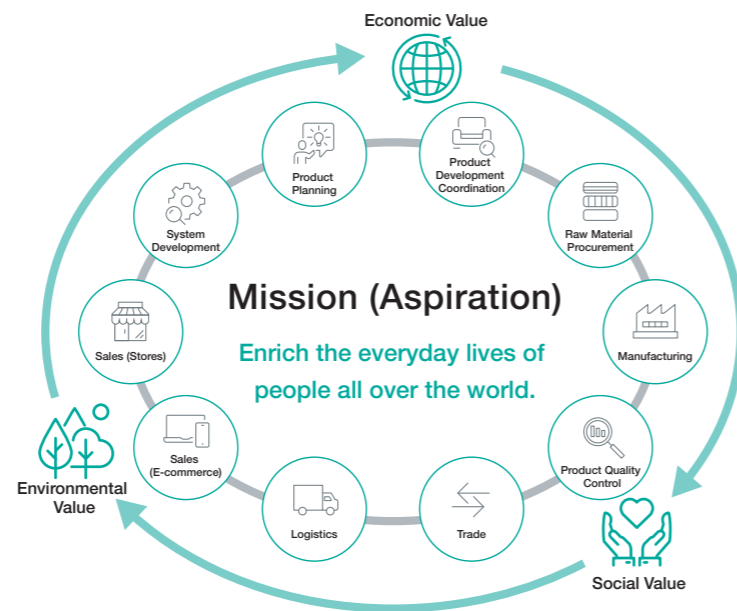 Economic Value
Product
Planning
Product
Development
Coordination
System
Development
Raw Material
Procurement
Mission (Aspiration)
Enrich the everyday lives of
people all over the world.
Sales (Stores)
Manufacturing
Sales
(E-commerce)
Product Quality
Control
Environmental
Value
Logistics
Trade
Social Value